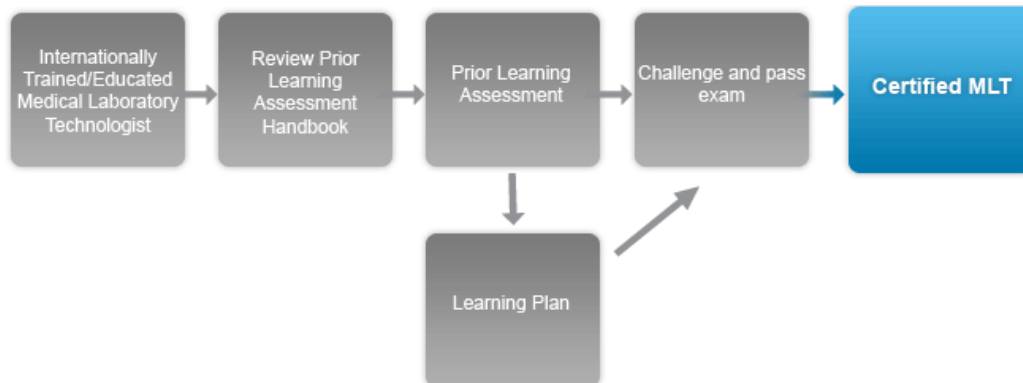 Internationally
Trained/Educated
Medical Laboratory
Technologist
Review Prior
Learning
Assessment
Handbook
Prior Learning
Assessment
Challenge and pass
exam
Certified MLT
Learning Plan